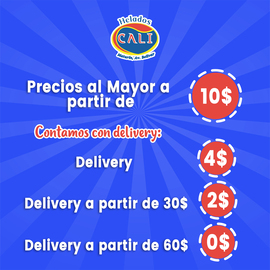 Helados
CALI
Precios al Mayor a
partir de
10$
Contamos con delivery:
Delivery
4$
Delivery a partir de 30$
2$
Delivery a partir de 60$
0$